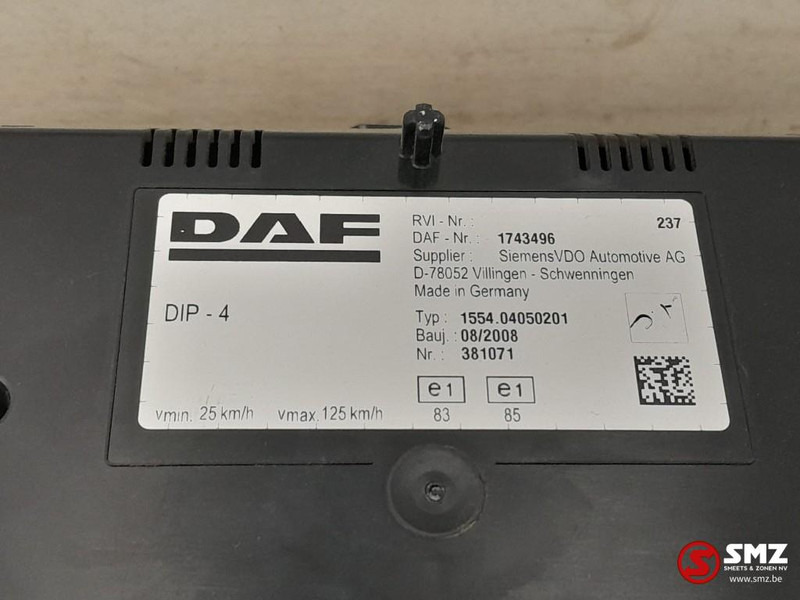 DAF
DIP - 4
vmin. 25 km/h vmax. 125 km/h
RVI - Nr.: 237
DAF - Nr.: 1743496
Supplier : SiemensVDO Automotive AG
D-78052 Villingen - Schwenningen
Made in Germany
Typ : 1554.04050201
Bauj. : 08/2008
Nr. : 381071
e1 e1
83 85
SMZ
SMEETS & ZONEN NV
www.smz.be